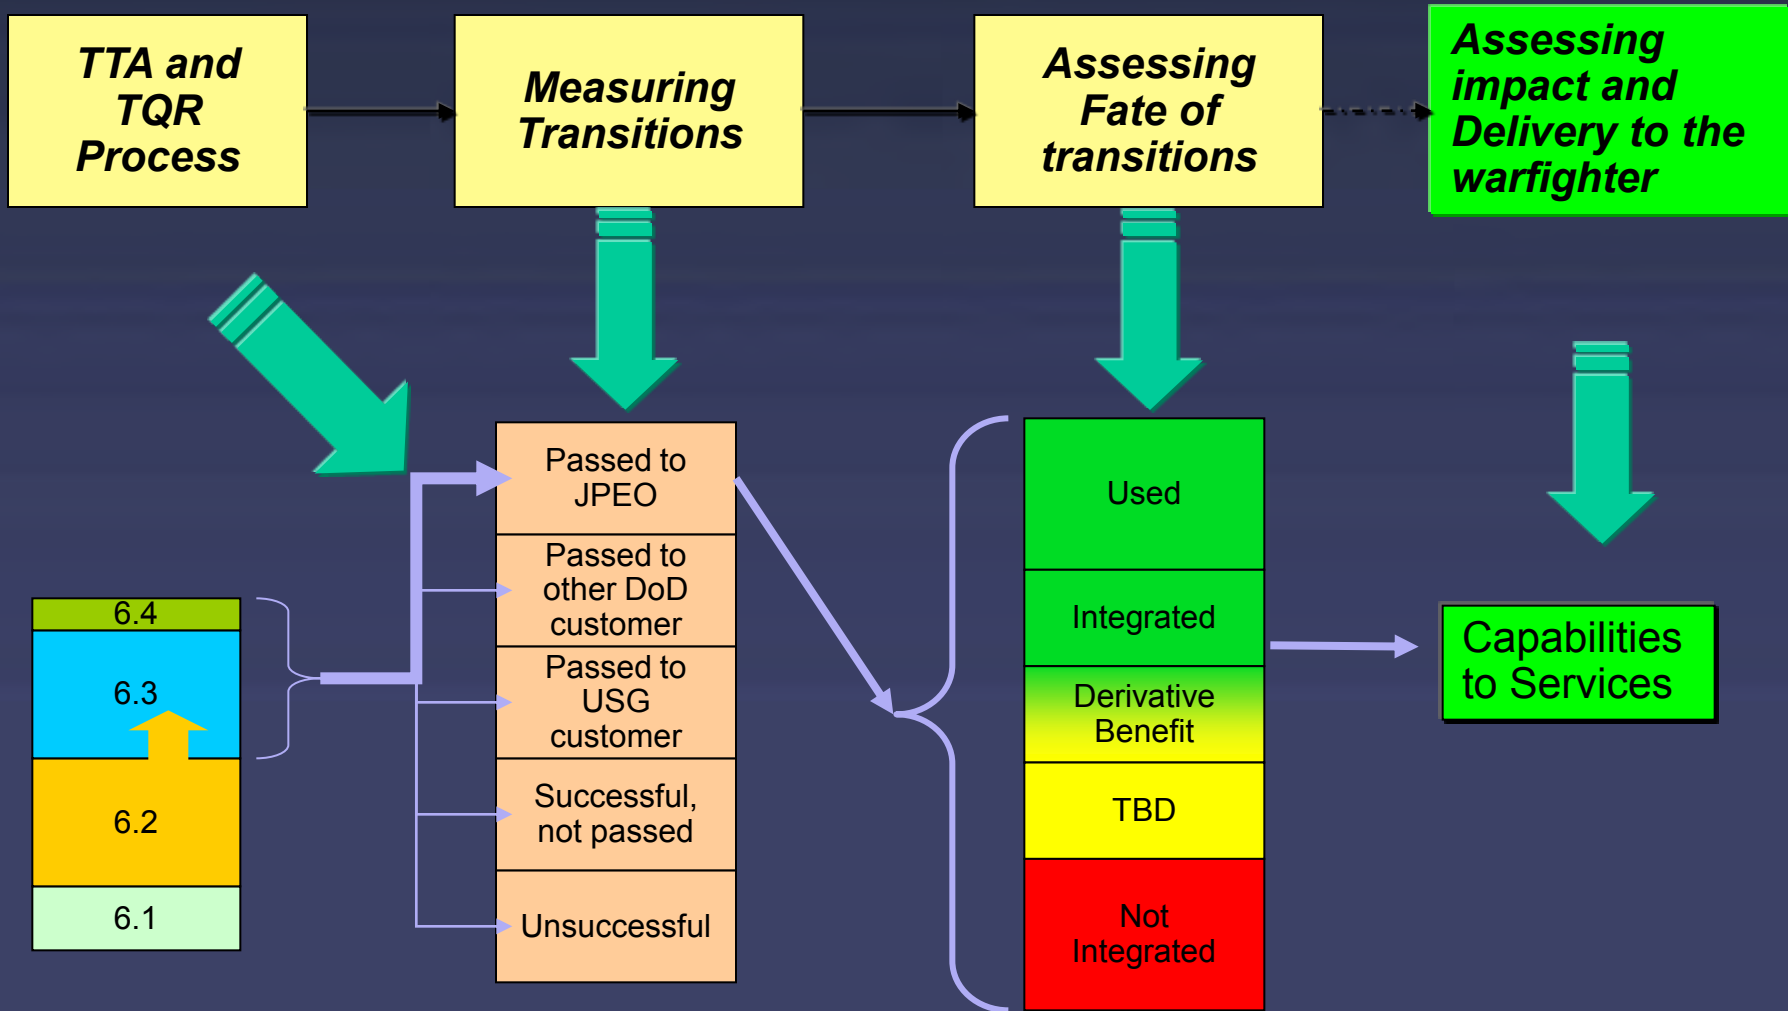 TTA and
TQR
Process
Measuring
Transitions
Assessing
Fate of
transitions
Assessing
impact and
Delivery to the
warfighter
6.4
6.3
6.2
6.1
Passed to
JPEO
Passed to
other DoD
customer
Passed to
USG
customer
Successful,
not passed
Unsuccessful
Used
Integrated
Derivative
Benefit
TBD
Not
Integrated
Capabilities
to Services